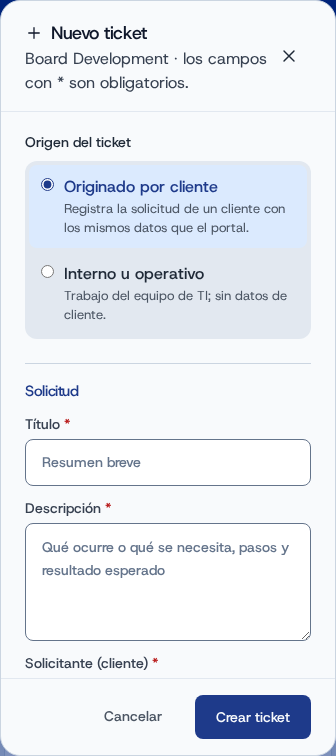 Nuevo ticket
Board Development · los campos
con * son obligatorios.
Origen del ticket
Originado por cliente
Registra la solicitud de un cliente con
los mismos datos que el portal.
Interno u operativo
Trabajo del equipo de TI; sin datos de
cliente.
Solicitud
Título *
Resumen breve
Descripción *
Qué ocurre o qué se necesita, pasos y
resultado esperado
Solicitante (cliente) *
Cancelar
Crear ticket